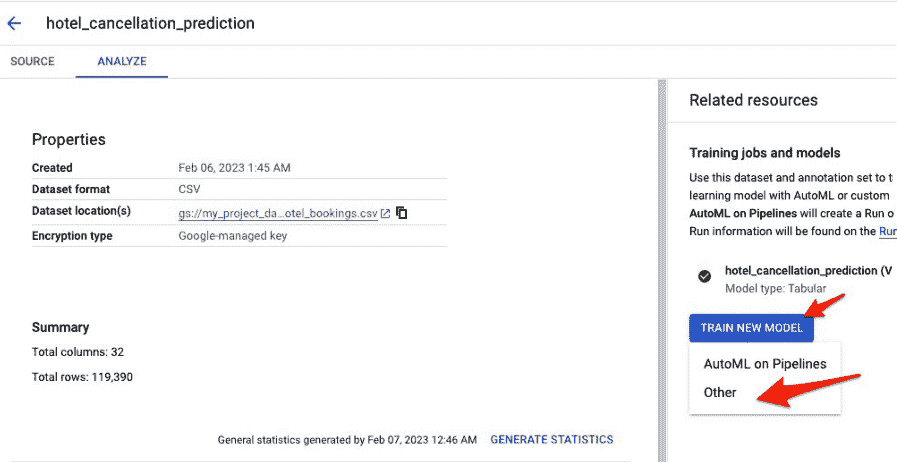 hotel_cancellation_prediction
SOURCE
ANALYZE
Properties
Created Feb 06, 2023 1:45 AM
Dataset format CSV
Dataset location(s) gs://my_project_da...otel_bookings.csv
Encryption type Google-managed key
Summary
Total columns: 32
Total rows: 119,390
General statistics generated by Feb 07, 2023 12:46 AM GENERATE STATISTICS
Related resources
Training jobs and models
Use this dataset and annotation set to
learning model with AutoML or custom
AutoML on Pipelines will create a Run
Run information will be found on the Run
hotel_cancellation_prediction (V
Model type: Tabular
TRAIN NEW MODEL
AutoML on Pipelines
Other